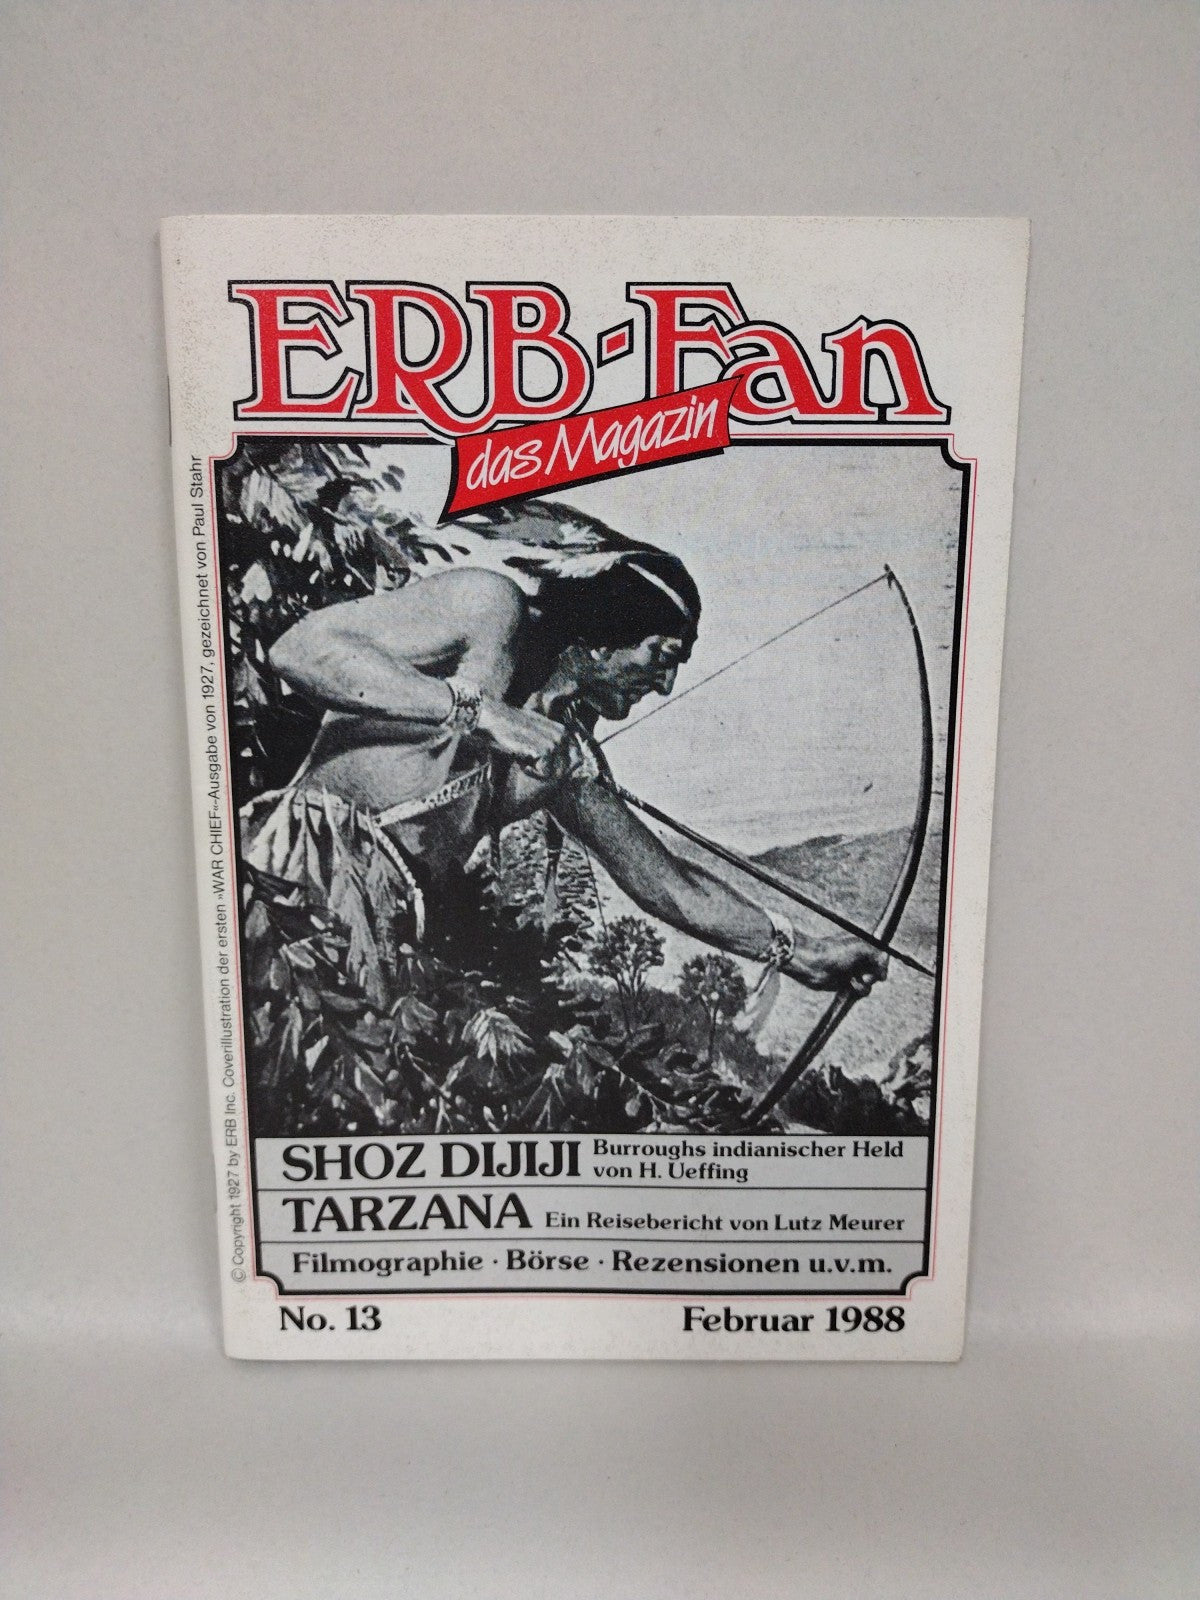 ERB-Fan
das Magazin
© Copyright 1927 by ERB Inc. Coverillustration der ersten »WAR CHIEF«-Ausgabe von 1927, gezeichnet von Paul Stahr
SHOZ DIJIJI Burroughs indianischer Held
von H. Ueffing
TARZANA Ein Reisebericht von Lutz Meurer
Filmographie · Börse · Rezensionen u.v.m.
No. 13 Februar 1988